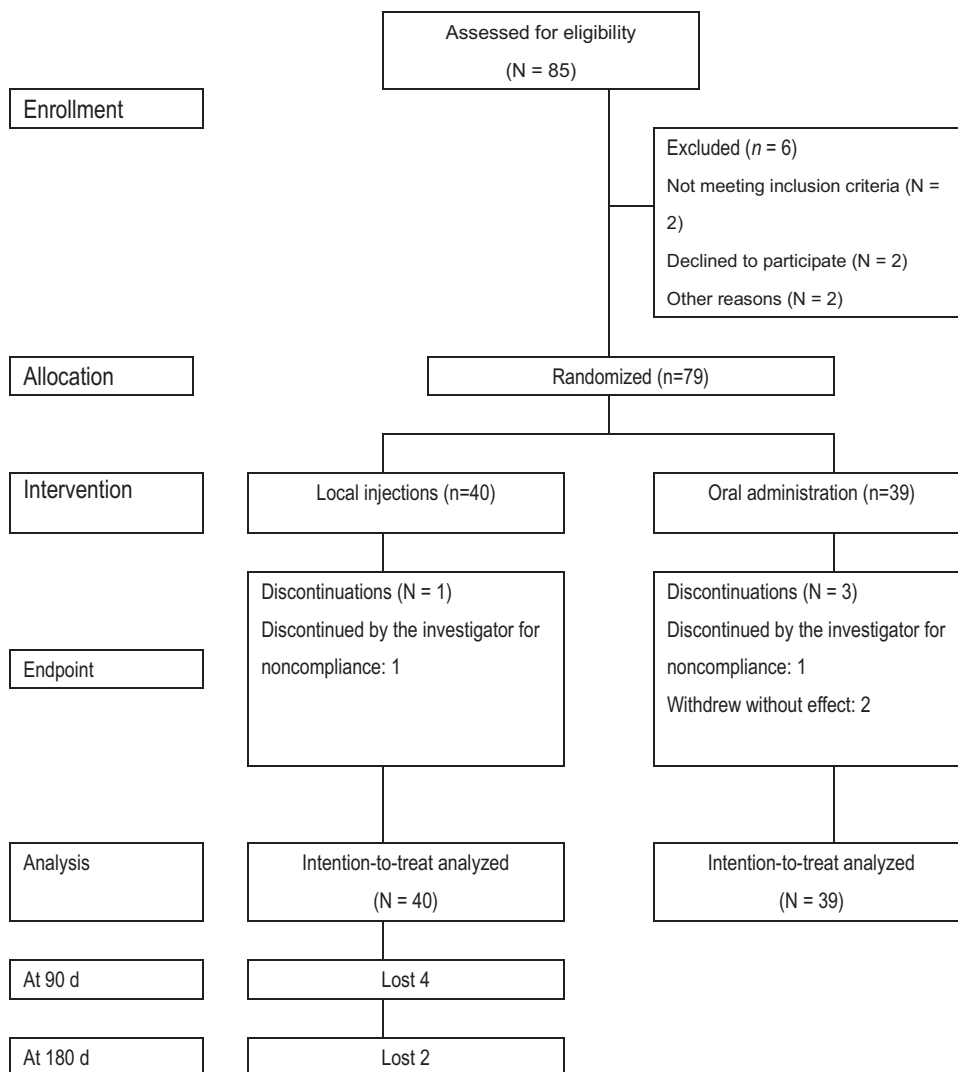 Assessed for eligibility
(N = 85)
Enrollment
Excluded (n = 6)
Not meeting inclusion criteria (N =
2)
Declined to participate (N = 2)
Other reasons (N = 2)
Allocation
Randomized (n=79)
Intervention
Local injections (n=40)
Oral administration (n=39)
Endpoint
Discontinuations (N = 1)
Discontinued by the investigator for
noncompliance: 1
Discontinuations (N = 3)
Discontinued by the investigator for
noncompliance: 1
Withdrew without effect: 2
Analysis
Intention-to-treat analyzed
(N = 40)
Intention-to-treat analyzed
(N = 39)
At 90 d
Lost 4
At 180 d
Lost 2